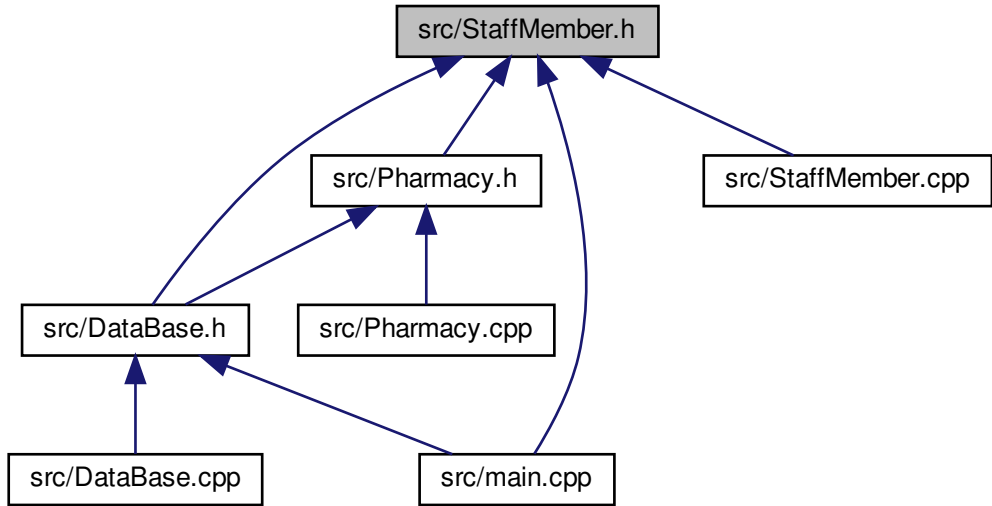 src/StaffMember.h
src/Pharmacy.h
src/StaffMember.cpp
src/DataBase.h
src/Pharmacy.cpp
src/DataBase.cpp
src/main.cpp